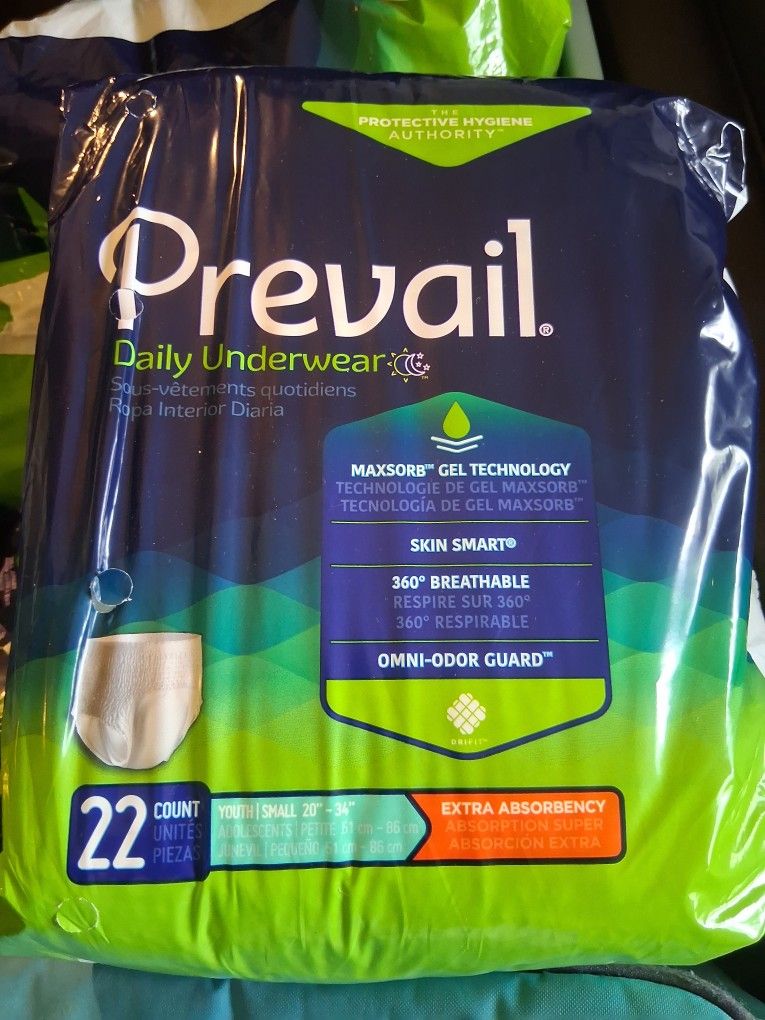 THE
PROTECTIVE HYGIENE
AUTHORITY™
Prevail®
Daily Underwear™
Sous-vêtements quotidiens
Ropa Interior Diaria
MAXSORB™ GEL TECHNOLOGY
TECHNOLOGIE DE GEL MAXSORB™
TECNOLOGÍA DE GEL MAXSORB™
SKIN SMART®
360° BREATHABLE
RESPIRE SUR 360°
360° RESPIRABLE
OMNI-ODOR GUARD™
DRIFIT™
22 COUNT
UNITÉS
PIEZAS
YOUTH | SMALL 20" - 34"
ADOLESCENTS | PETITE 51 cm - 86 cm
JUNEVIL | PEQUEÑO 51 cm - 86 cm
EXTRA ABSORBENCY
ABSORPTION SUPER
ABSORCIÓN EXTRA